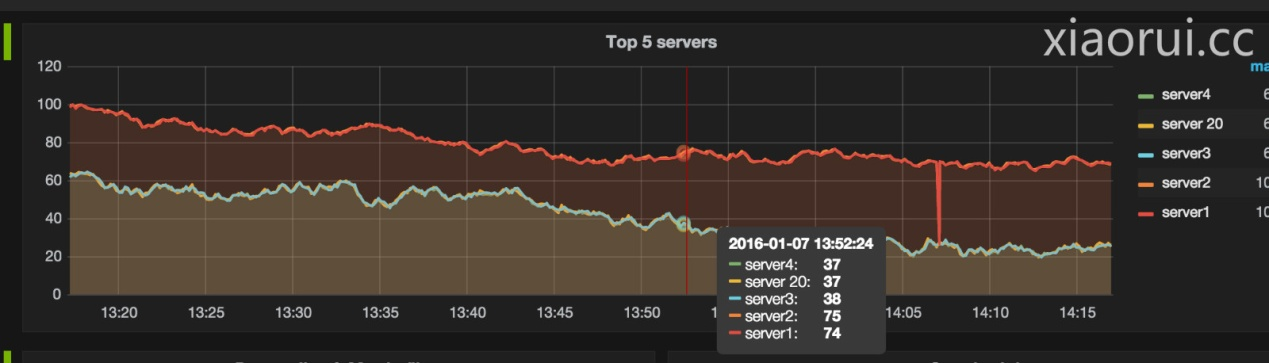 Top 5 servers
xiaorui.cc
120
100
80
60
40
20
0
13:20
13:25
13:30
13:35
13:40
13:45
13:50
14:05
14:10
14:15
server4
server 20
server3
server2
server1
2016-01-07 13:52:24
server4: 37
server 20: 37
server3: 38
server2: 75
server1: 74